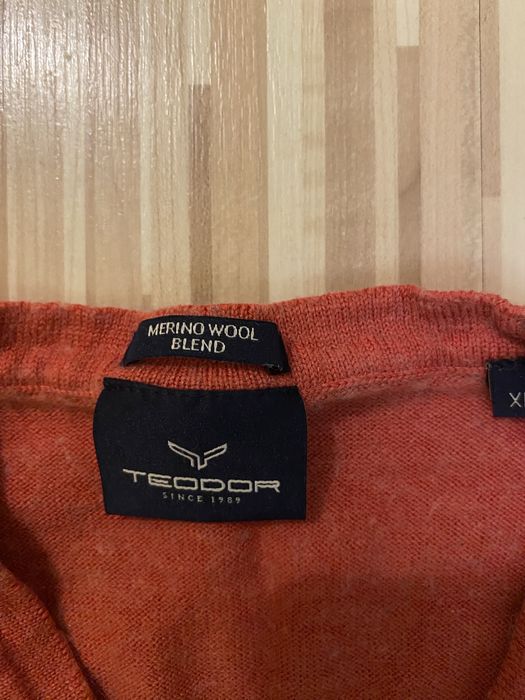 MERINO WOOL
BLEND
TEODOR
SINCE 1989